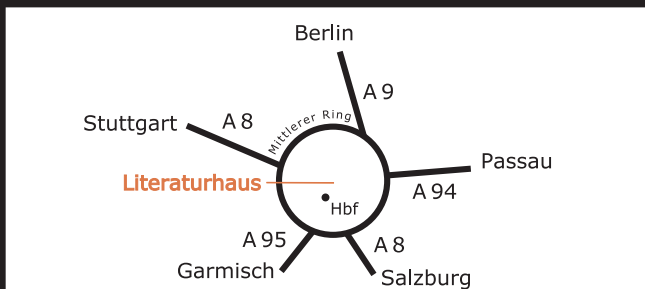 Berlin
A 9
Mittlerer Ring
A 8
Stuttgart
Passau
Literaturhaus
A 94
Hbf
A 95
A 8
Garmisch
Salzburg